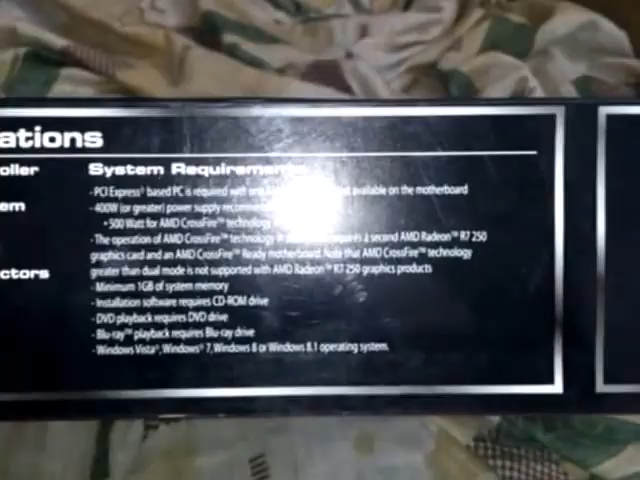 ations
oller
em
ctors
System Requirements
- PCI Express® based PC is required with one available on the motherboard
- 400W (or greater) power supply
• 500 Watt for AMD CrossFire™ technology
- The operation of AMD CrossFire™ technology a second AMD Radeon™ R7 250
graphics card and an AMD CrossFire™ Ready motherboard. Note that AMD CrossFire™ technology
greater than dual mode is not supported with AMD Radeon™ R7 250 graphics products
- Minimum 1GB of system memory
- Installation software requires CD-ROM drive
- DVD playback requires DVD drive
- Blu-ray™ playback requires Blu-ray drive
- Windows Vista®, Windows® 7, Windows 8 or Windows 8.1 operating system.